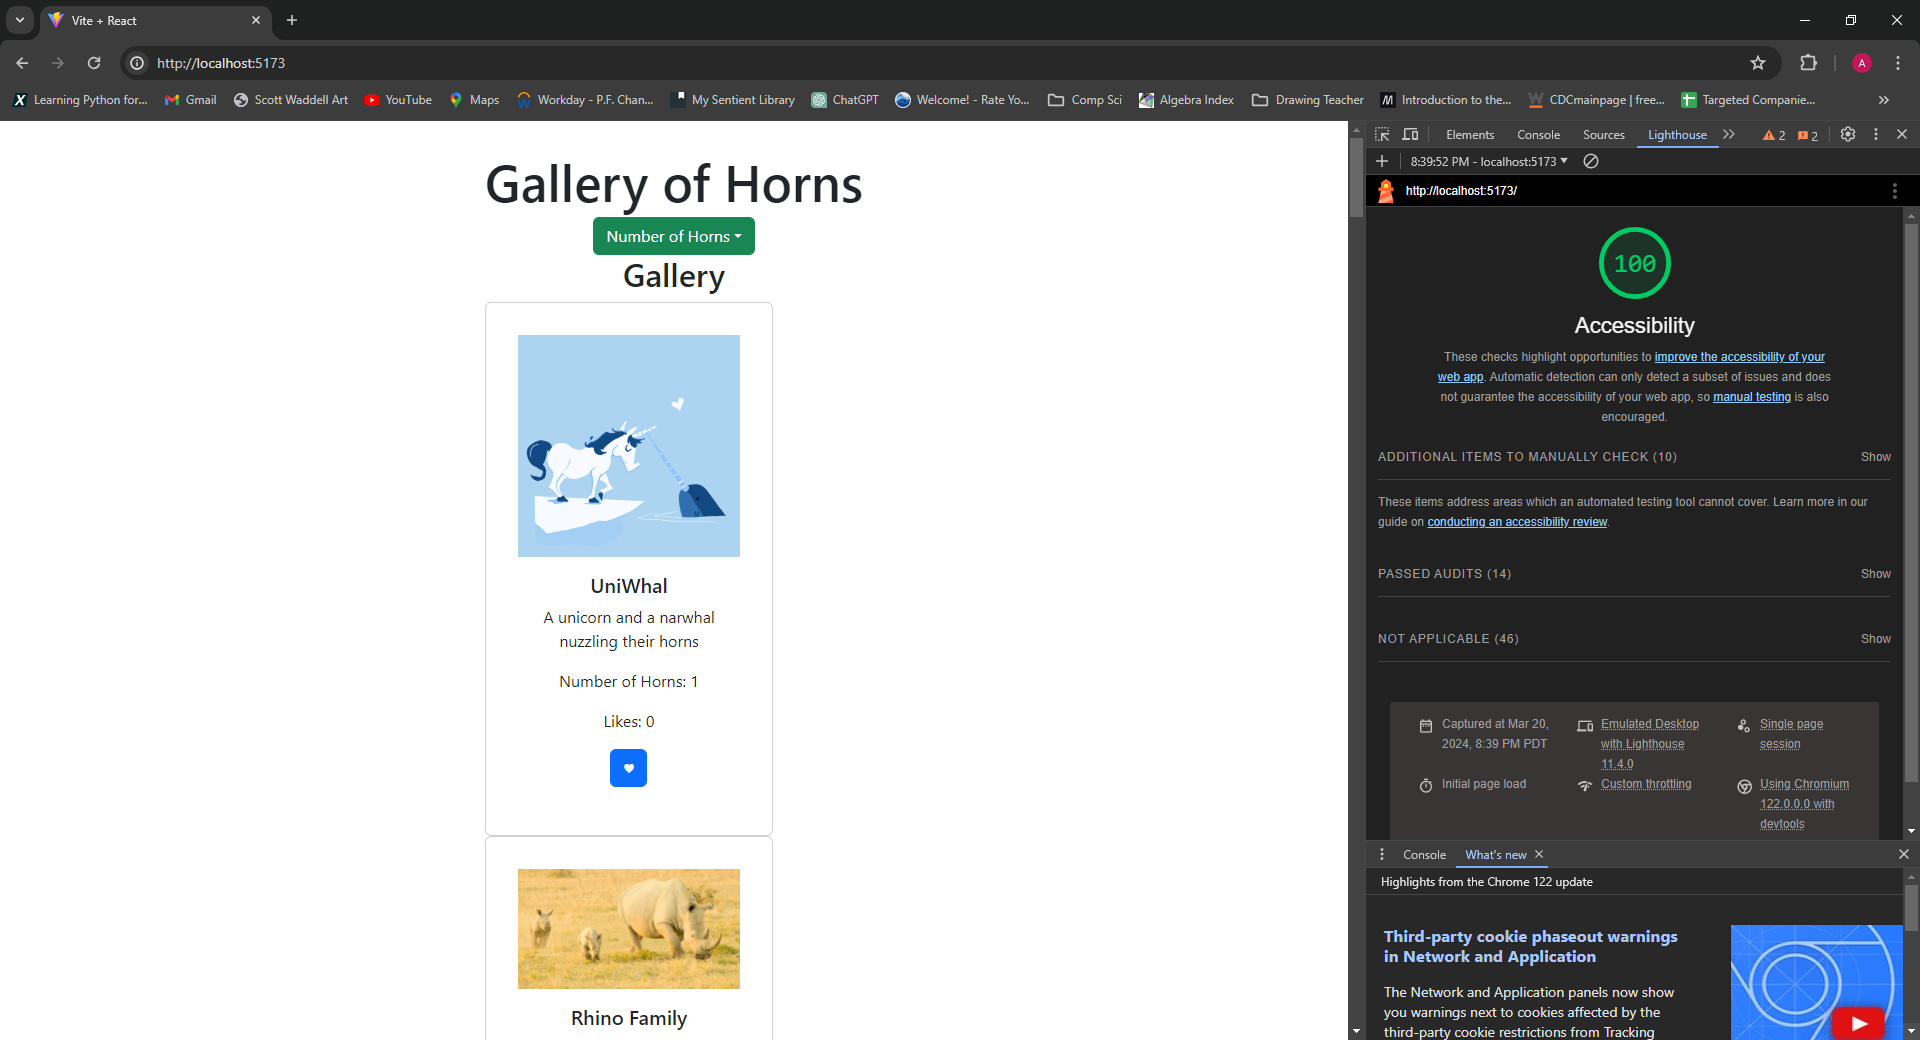 Vite + React
http://localhost:5173
A
Learning Python for...
Gmail
Scott Waddell Art
YouTube
Maps
Workday - P.F. Chan...
My Sentient Library
ChatGPT
Welcome! - Rate Yo...
Comp Sci
Algebra Index
Drawing Teacher
Introduction to the...
CDCmainpage | free...
Targeted Companie...
Gallery of Horns
Number of Horns
Gallery
UniWhal
A unicorn and a narwhal
nuzzling their horns
Number of Horns: 1
Likes: 0
Rhino Family
Elements
Console
Sources
Lighthouse
2
2
8:39:52 PM - localhost:5173
http://localhost:5173/
100
Accessibility
These checks highlight opportunities to improve the accessibility of your
web app. Automatic detection can only detect a subset of issues and does
not guarantee the accessibility of your web app, so manual testing is also
encouraged.
ADDITIONAL ITEMS TO MANUALLY CHECK (10)
Show
These items address areas which an automated testing tool cannot cover. Learn more in our
guide on conducting an accessibility review.
PASSED AUDITS (14)
Show
NOT APPLICABLE (46)
Show
Captured at Mar 20,
2024, 8:39 PM PDT
Emulated Desktop
with Lighthouse
11.4.0
Single page
session
Initial page load
Custom throttling
Using Chromium
122.0.0.0 with
devtools
Console
What's new
Highlights from the Chrome 122 update
Third-party cookie phaseout warnings
in Network and Application
The Network and Application panels now show
you warnings next to cookies affected by the
third-party cookie restrictions from Tracking